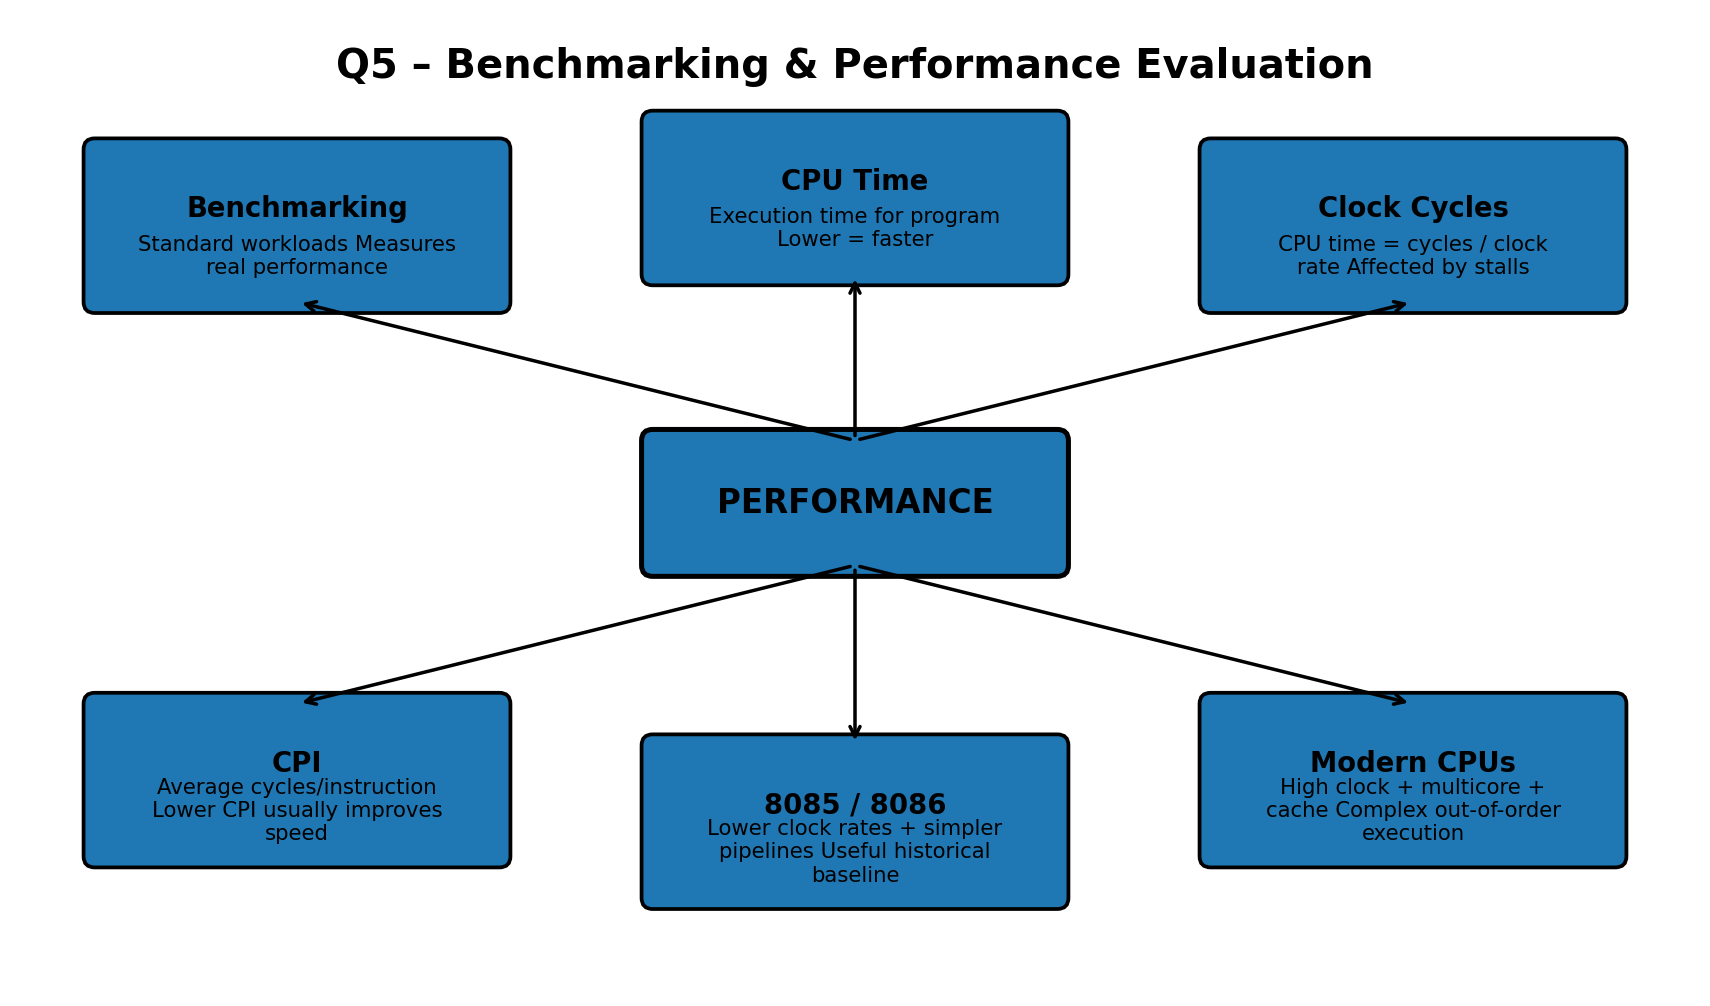 Q5 – Benchmarking & Performance Evaluation
Benchmarking
Standard workloads Measures
real performance
CPU Time
Execution time for program
Lower = faster
Clock Cycles
CPU time = cycles / clock
rate Affected by stalls
PERFORMANCE
CPI
Average cycles/instruction
Lower CPI usually improves
speed
8085 / 8086
Lower clock rates + simpler
pipelines Useful historical
baseline
Modern CPUs
High clock + multicore +
cache Complex out-of-order
execution